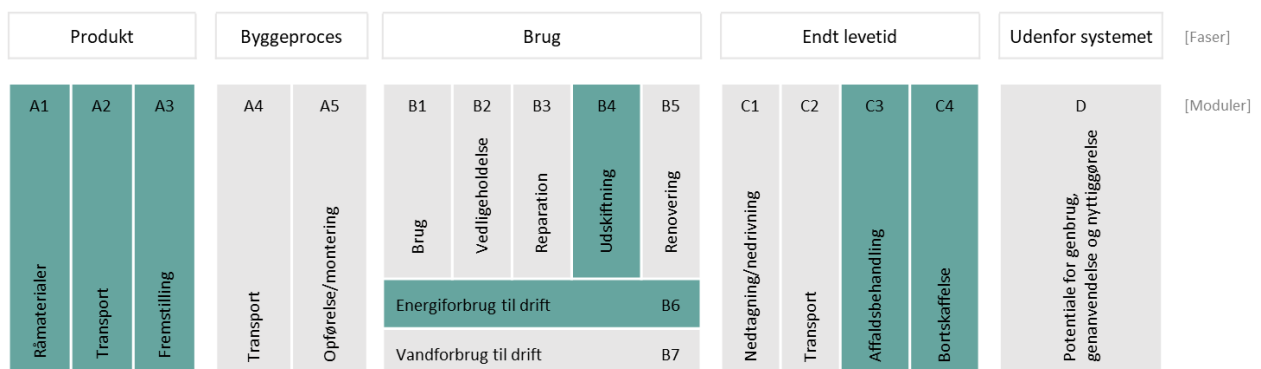 Produkt
Byggeproces
Brug
Endt levetid
Udenfor systemet
[Faser]
A1
A2
A3
A4
A5
B1
B2
B3
B4
B5
C1
C2
C3
C4
D
[Moduler]
Råmaterialer
Transport
Fremstilling
Transport
Opførelse/montering
Brug
Vedligeholdelse
Reparation
Udskiftning
Renovering
Energiforbrug til drift B6
Vandforbrug til drift B7
Nedtagning/nedrivning
Transport
Affaldsbehandling
Bortskaffelse
Potentiale for genbrug,
genanvendelse og nyttiggørelse